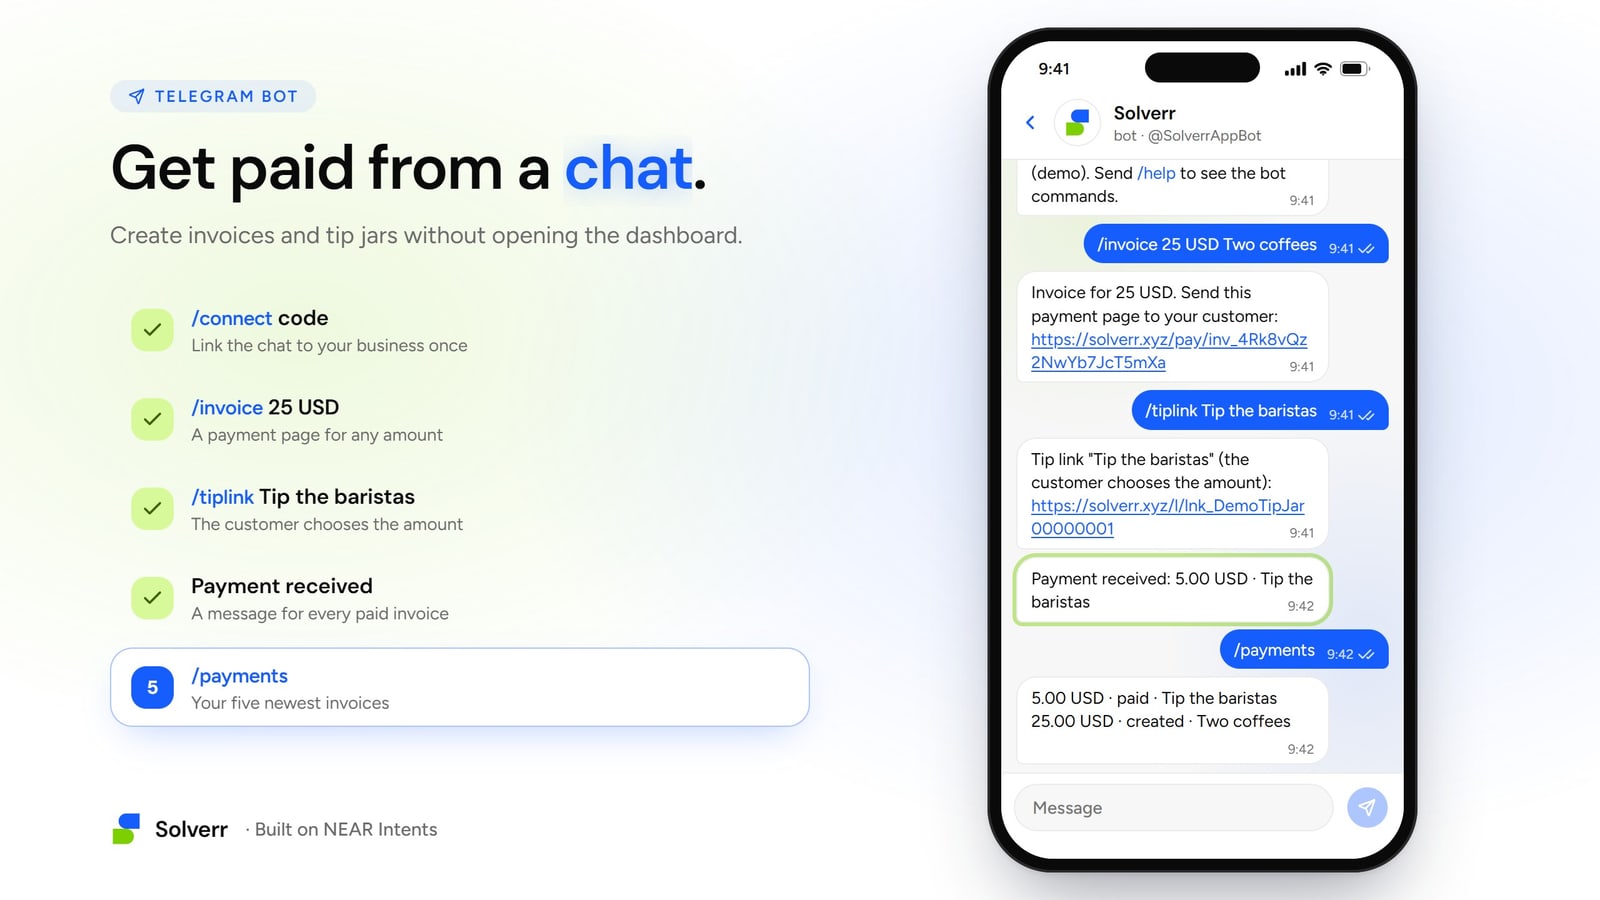 TELEGRAM BOT
Get paid from a chat.
Create invoices and tip jars without opening the dashboard.
/connect code
Link the chat to your business once
/invoice 25 USD
A payment page for any amount
/tiplink Tip the baristas
The customer chooses the amount
Payment received
A message for every paid invoice
5
/payments
Your five newest invoices
Solverr · Built on NEAR Intents
9:41
Solverr
bot · @SolverrAppBot
(demo). Send /help to see the bot
commands. 9:41
/invoice 25 USD Two coffees 9:41
Invoice for 25 USD. Send this
payment page to your customer:
https://solverr.xyz/pay/inv_4Rk8vQz
2NwYb7JcT5mXa 9:41
/tiplink Tip the baristas 9:41
Tip link "Tip the baristas" (the
customer chooses the amount):
https://solverr.xyz/l/lnk_DemoTipJar
00000001 9:41
Payment received: 5.00 USD · Tip the
baristas 9:42
/payments 9:42
5.00 USD · paid · Tip the baristas
25.00 USD · created · Two coffees
9:42
Message